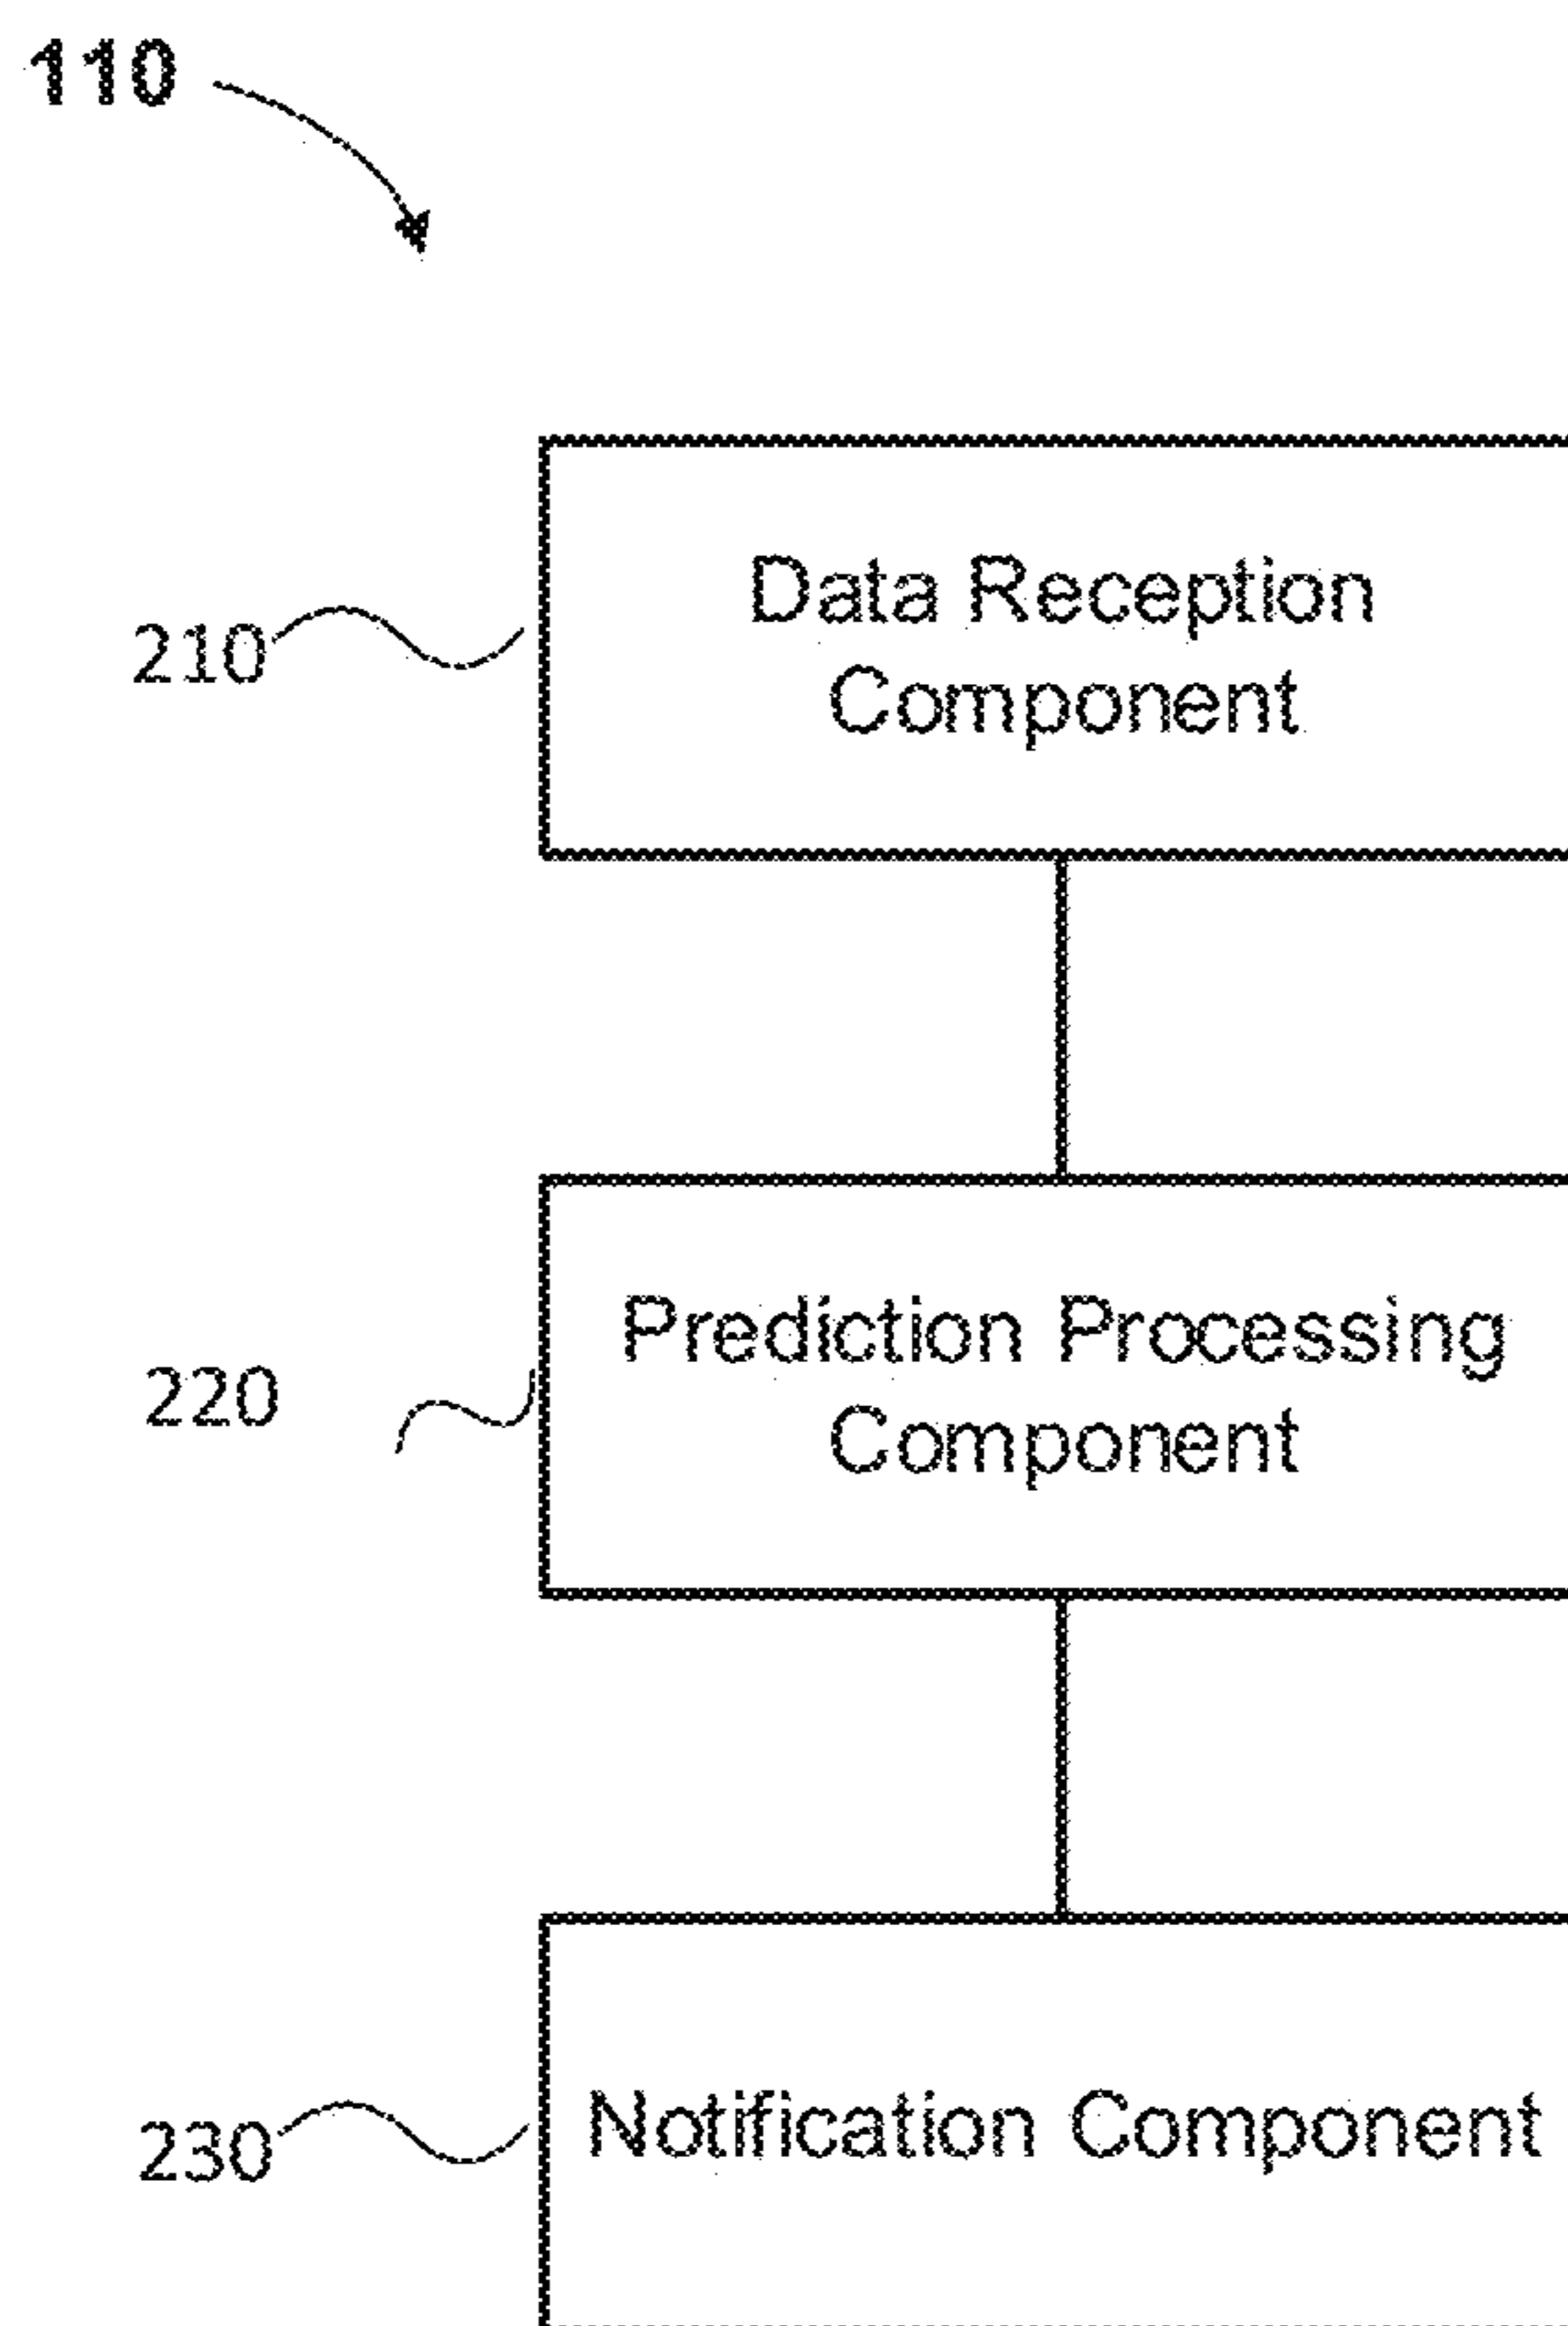 110
210
Data Reception
Component
220
Prediction Processing
Component
230
Notification Component